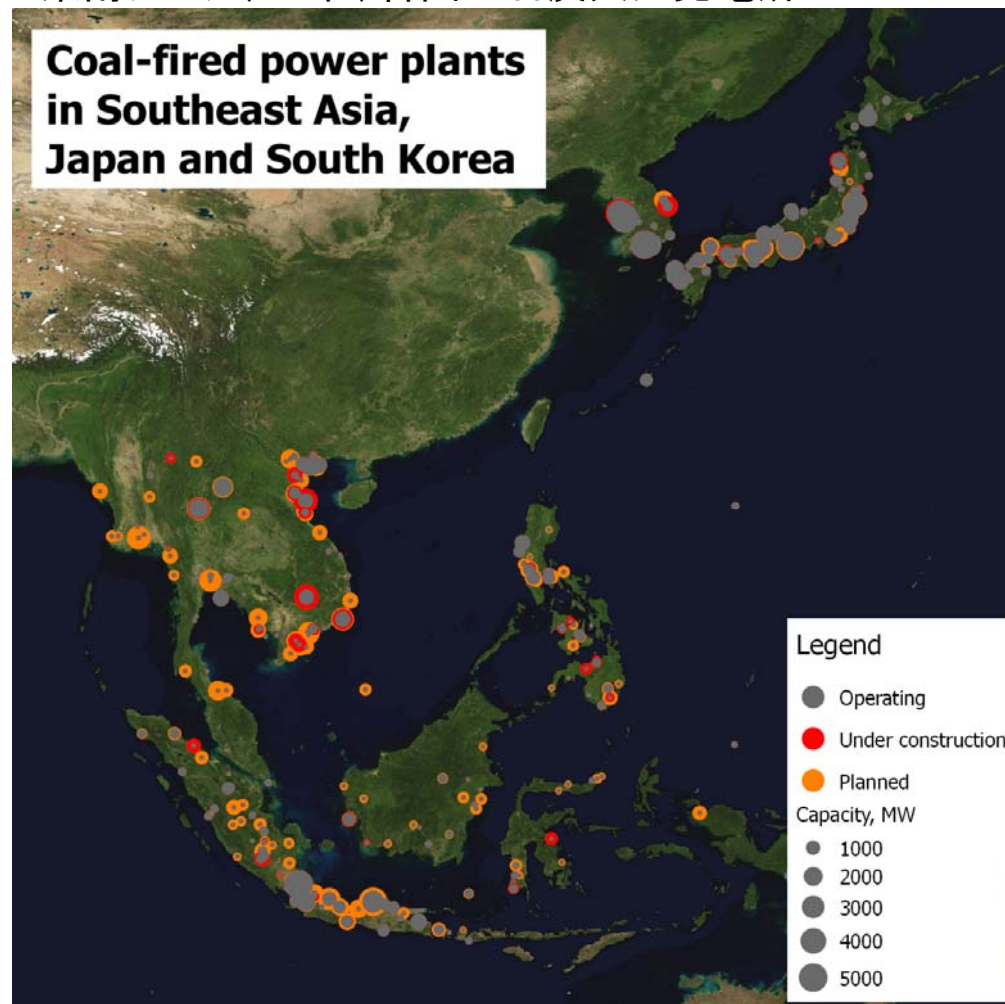 Coal-fired power plants
in Southeast Asia,
Japan and South Korea
Legend
Operating
Under construction
Planned
Capacity, MW
1000
2000
3000
4000
5000